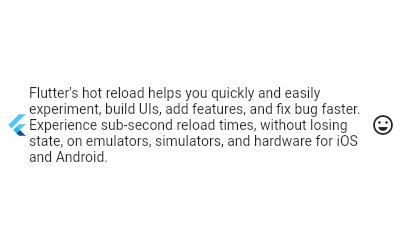 Flutter's hot reload helps you quickly and easily
experiment, build UIs, add features, and fix bug faster.
Experience sub-second reload times, without losing
state, on emulators, simulators, and hardware for iOS
and Android.